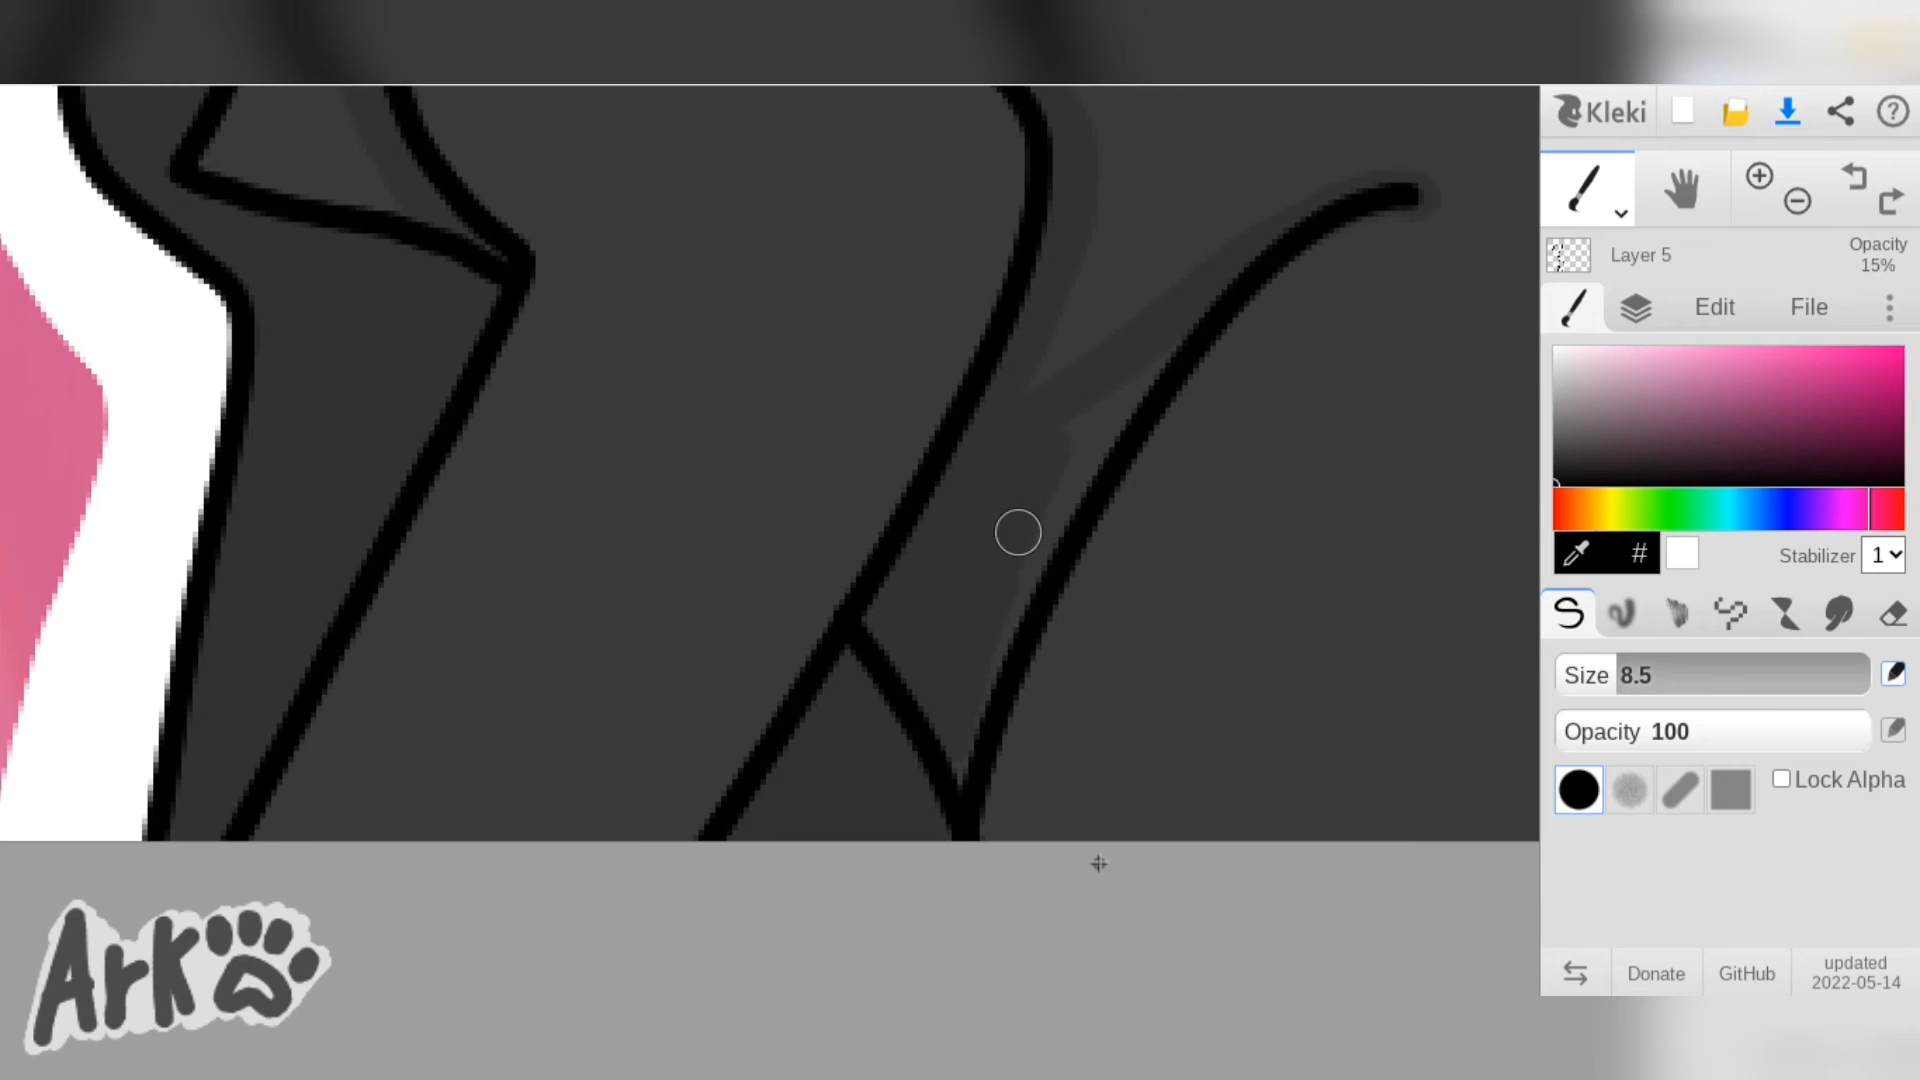 Kleki
Layer 5
Opacity
15%
Edit
File
#
Stabilizer
1
Size 8.5
Opacity 100
Lock Alpha
Donate
GitHub
updated
2022-05-14
Ark